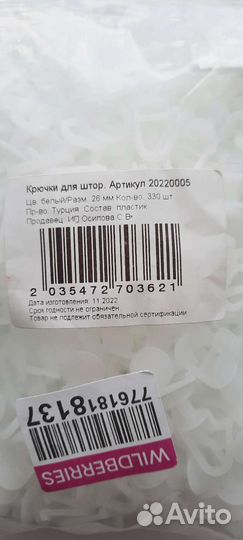 Крючки для штор. Артикул 20220005
Цв. белый/Разм. 26 мм Кол-во. 330 шт
Пр-во: Турция. Состав: пластик
Продавец: ИП Осипова С.В
2 035472 703621
Дата изготовления: 11.2022
Срок годности не ограничен
Товар не подлежит обязательной сертификации
7761818137
WILDBERRIES
Avito